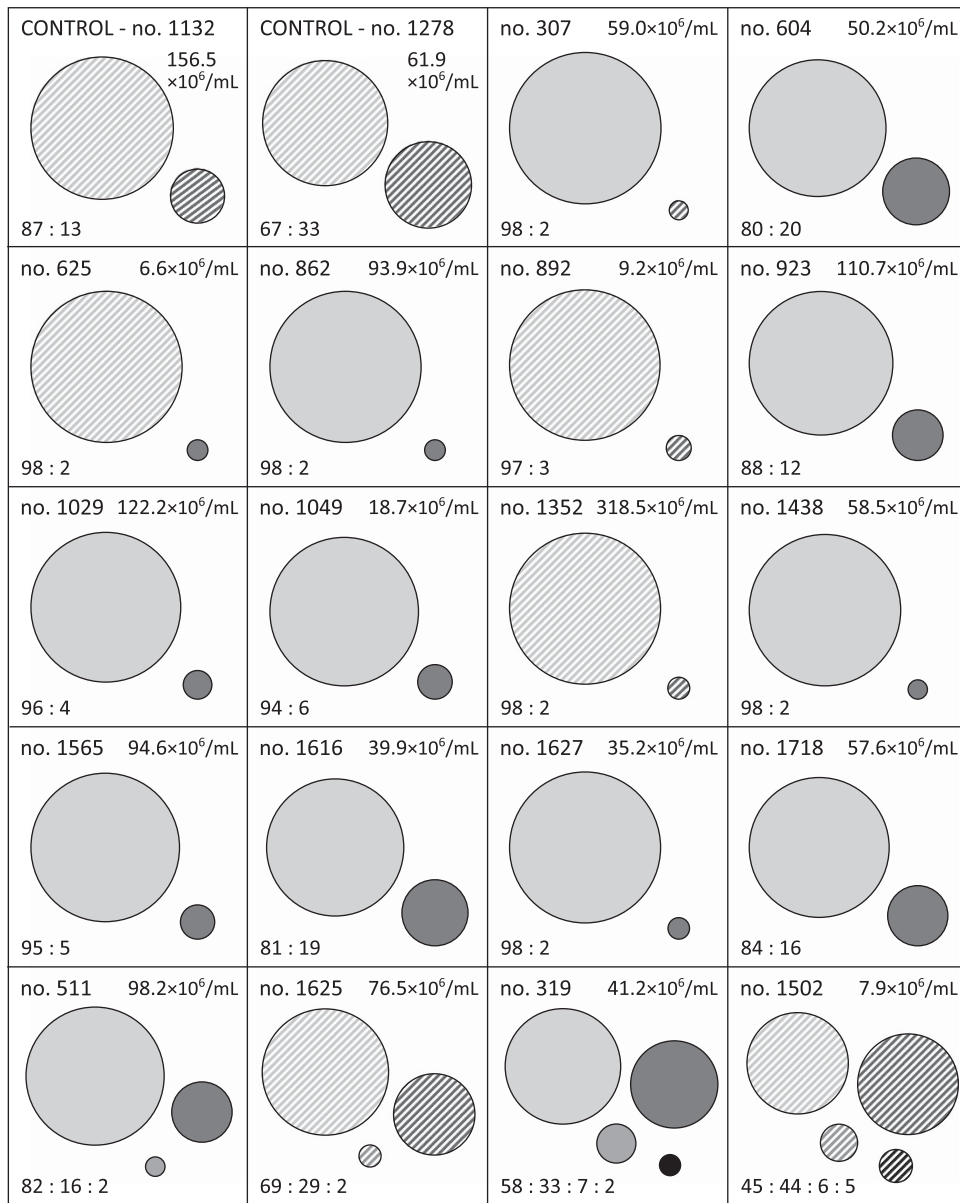 CONTROL - no. 1132
156.5
×10⁶/mL
87 : 13
CONTROL - no. 1278
61.9
×10⁶/mL
67 : 33
no. 307 59.0×10⁶/mL
98 : 2
no. 604 50.2×10⁶/mL
80 : 20
no. 625 6.6×10⁶/mL
98 : 2
no. 862 93.9×10⁶/mL
98 : 2
no. 892 9.2×10⁶/mL
97 : 3
no. 923 110.7×10⁶/mL
88 : 12
no. 1029 122.2×10⁶/mL
96 : 4
no. 1049 18.7×10⁶/mL
94 : 6
no. 1352 318.5×10⁶/mL
98 : 2
no. 1438 58.5×10⁶/mL
98 : 2
no. 1565 94.6×10⁶/mL
95 : 5
no. 1616 39.9×10⁶/mL
81 : 19
no. 1627 35.2×10⁶/mL
98 : 2
no. 1718 57.6×10⁶/mL
84 : 16
no. 511 98.2×10⁶/mL
82 : 16 : 2
no. 1625 76.5×10⁶/mL
69 : 29 : 2
no. 319 41.2×10⁶/mL
58 : 33 : 7 : 2
no. 1502 7.9×10⁶/mL
45 : 44 : 6 : 5